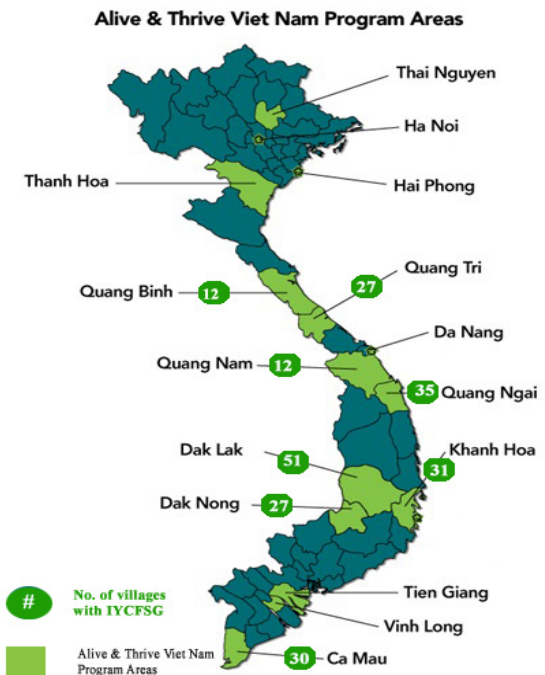 Alive & Thrive Viet Nam Program Areas
Thai Nguyen
Ha Noi
Thanh Hoa
Hai Phong
Quang Tri
27
Quang Binh
12
Da Nang
Quang Nam
12
35
Quang Ngai
Khanh Hoa
31
Dak Lak
51
Dak Nong
27
Tien Giang
Vinh Long
30
Ca Mau
#
No. of villages
with IYCFSG
Alive & Thrive Viet Nam
Program Areas